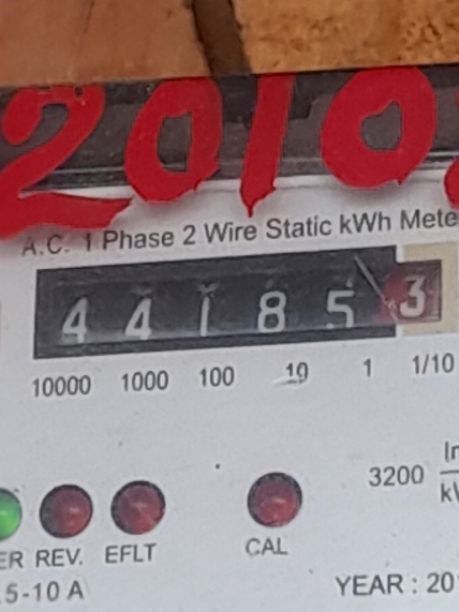 2010
A.C. 1 Phase 2 Wire Static kWh Mete
4 4 1 8 5 3
10000 1000 100 10 1 1/10
3200
REV. EFLT CAL
5-10 A
YEAR : 20